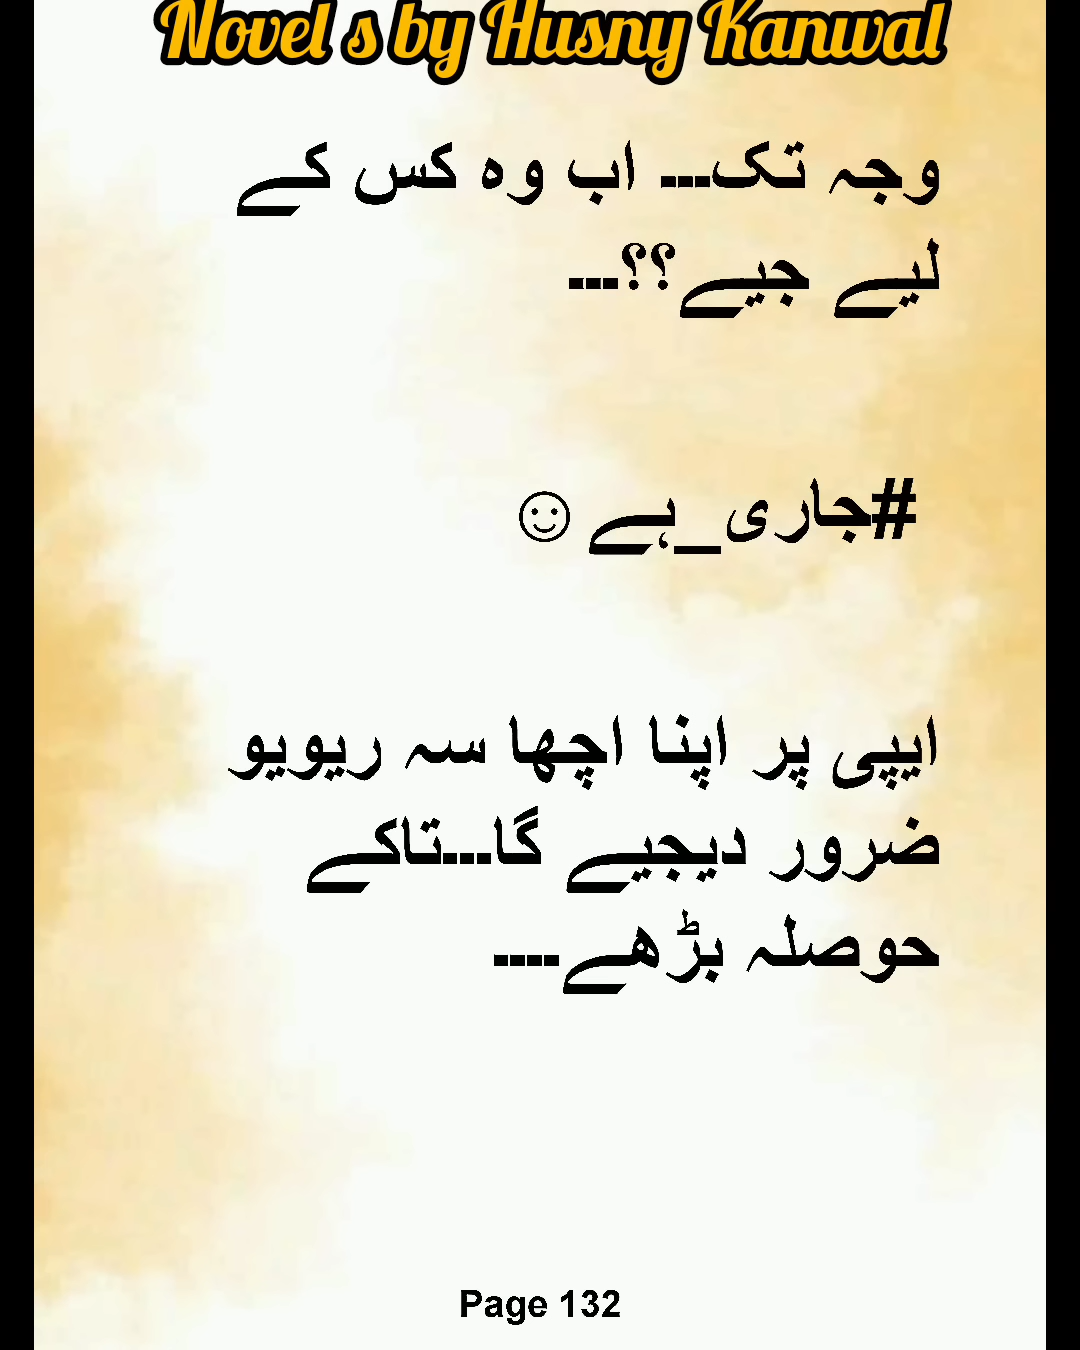 Novel s by Husny Kanwal
وجہ تک--- اب وہ کس کے
لیے جیے؟؟---
#جاری_ہے☺
ایپی پر اپنا اچھا سہ ریویو
ضرور دیجیے گا---تاکے
حوصلہ بڑھے----
Page 132